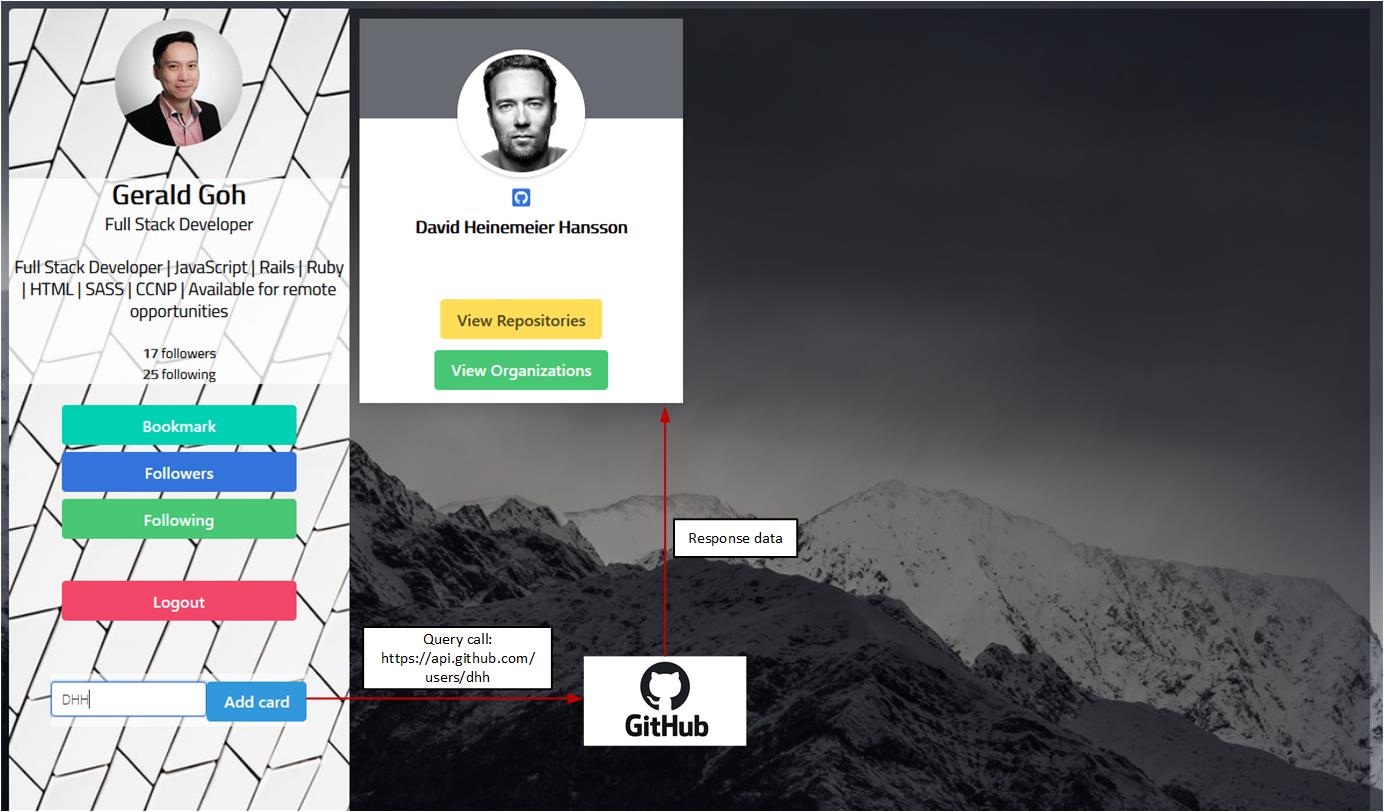 Gerald Goh
Full Stack Developer
Full Stack Developer | JavaScript | Rails | Ruby
| HTML | SASS | CCNP | Available for remote
opportunities
17 followers
25 following
Bookmark
Followers
Following
Logout
DHH
Add card
David Heinemeier Hansson
View Repositories
View Organizations
Response data
Query call:
https://api.github.com/
users/dhh
GitHub